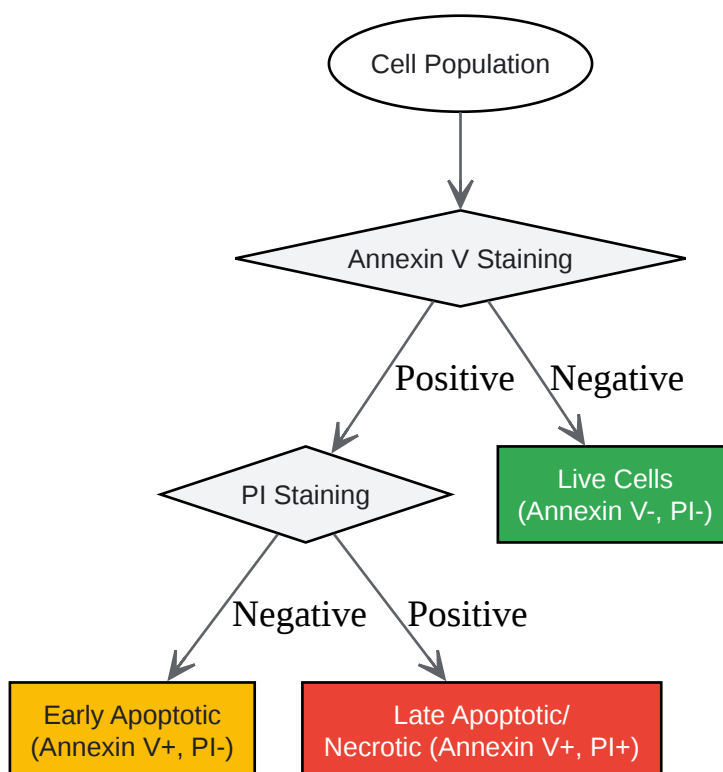 Cell Population
Annexin V Staining
Positive
Negative
PI Staining
Live Cells
(Annexin V-, PI-)
Negative
Positive
Early Apoptotic
(Annexin V+, PI-)
Late Apoptotic/
Necrotic (Annexin V+, PI+)